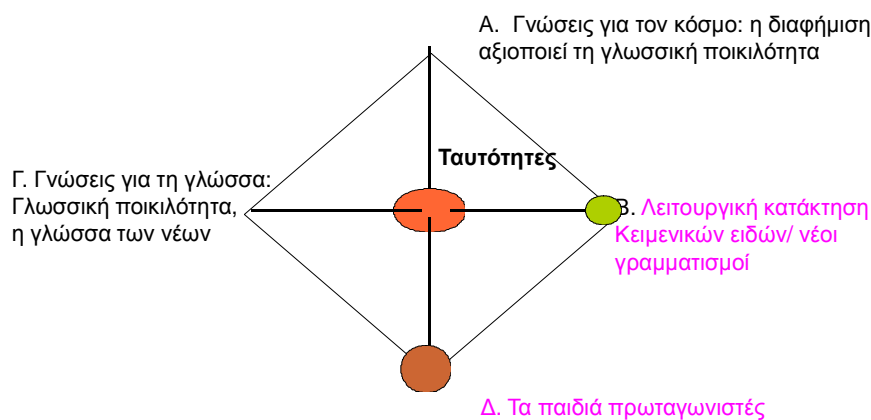 Α.  Γνώσεις για τον κόσμο: η διαφήμιση
αξιοποιεί τη γλωσσική ποικιλότητα
Ταυτότητες
Γ. Γνώσεις για τη γλώσσα:
Γλωσσική ποικιλότητα,
η γλώσσα των νέων
Β. Λειτουργική κατάκτηση
Κειμενικών ειδών/ νέοι
γραμματισμοί
Δ. Τα παιδιά πρωταγωνιστές